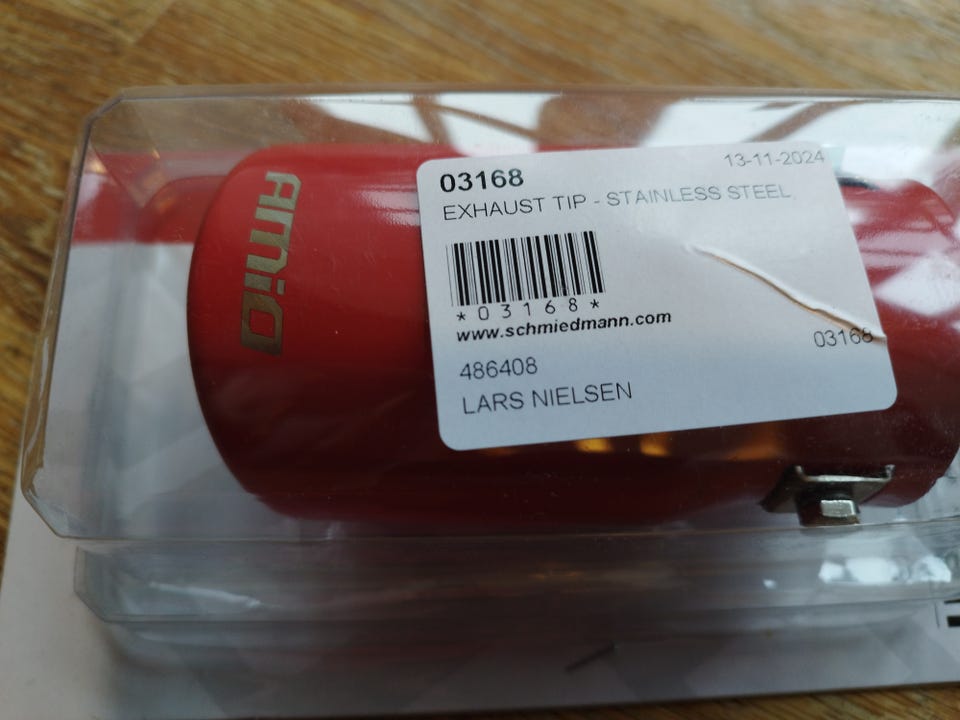 AMiO
13-11-2024
03168
EXHAUST TIP - STAINLESS STEEL
*03168*
www.schmiedmann.com
03168
486408
LARS NIELSEN